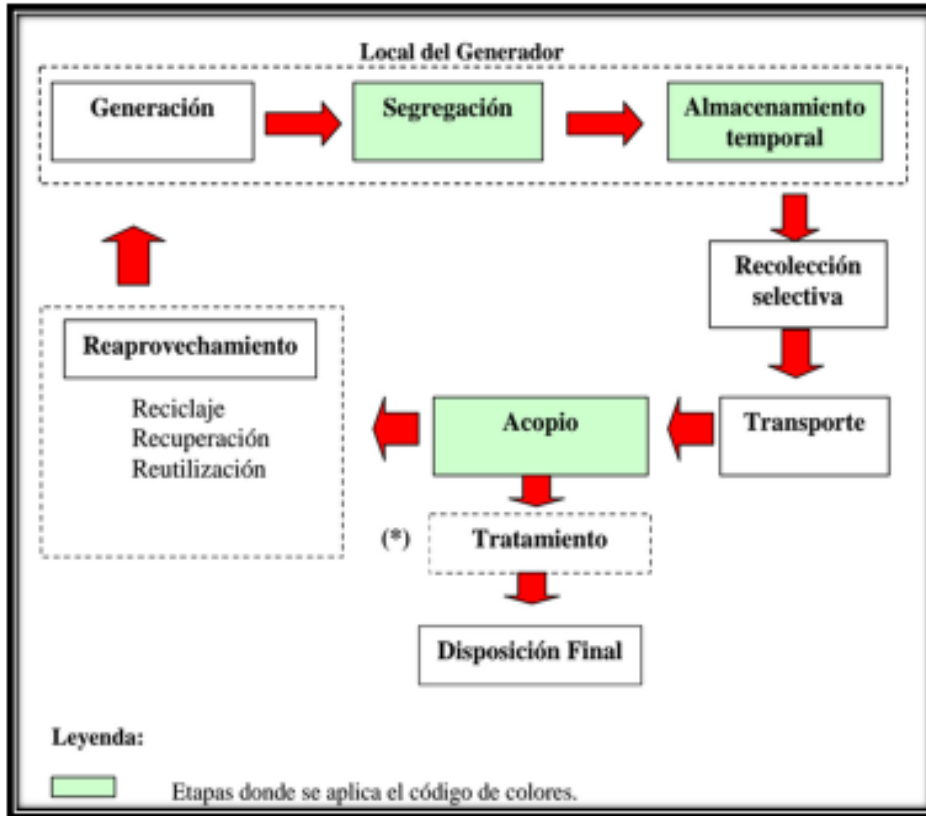 Local del Generador
Generación
Segregación
Almacenamiento
temporal
Recolección
selectiva
Transporte
Acopio
Reaprovechamiento
Reciclaje
Recuperación
Reutilización
(*)
Tratamiento
Disposición Final
Leyenda:
Etapas donde se aplica el código de colores.